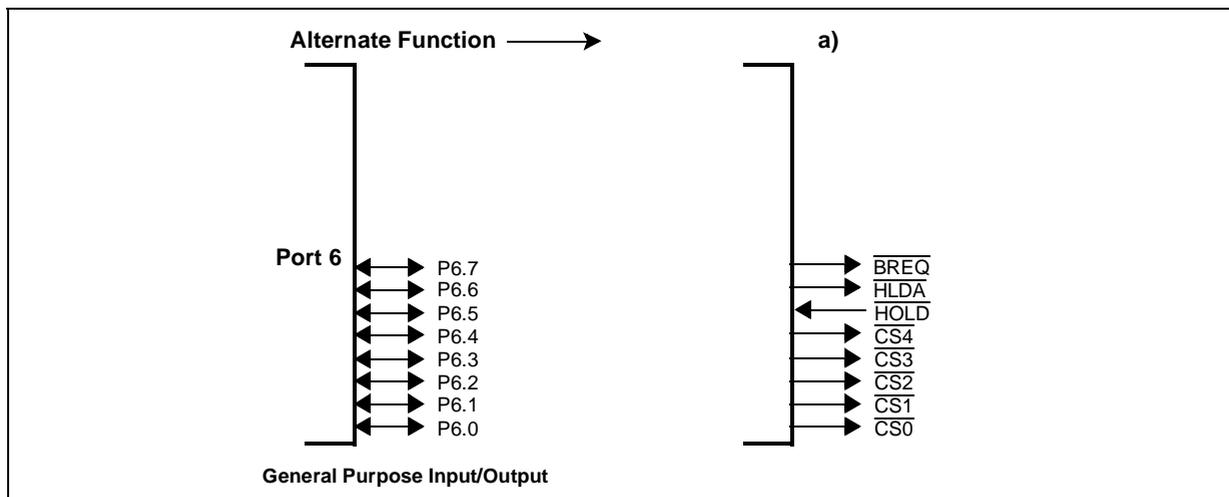 Alternate Function
a)
Port 6
P6.7
P6.6
P6.5
P6.4
P6.3
P6.2
P6.1
P6.0
General Purpose Input/Output
BREQ
HLDA
HOLD
CS4
CS3
CS2
CS1
CS0